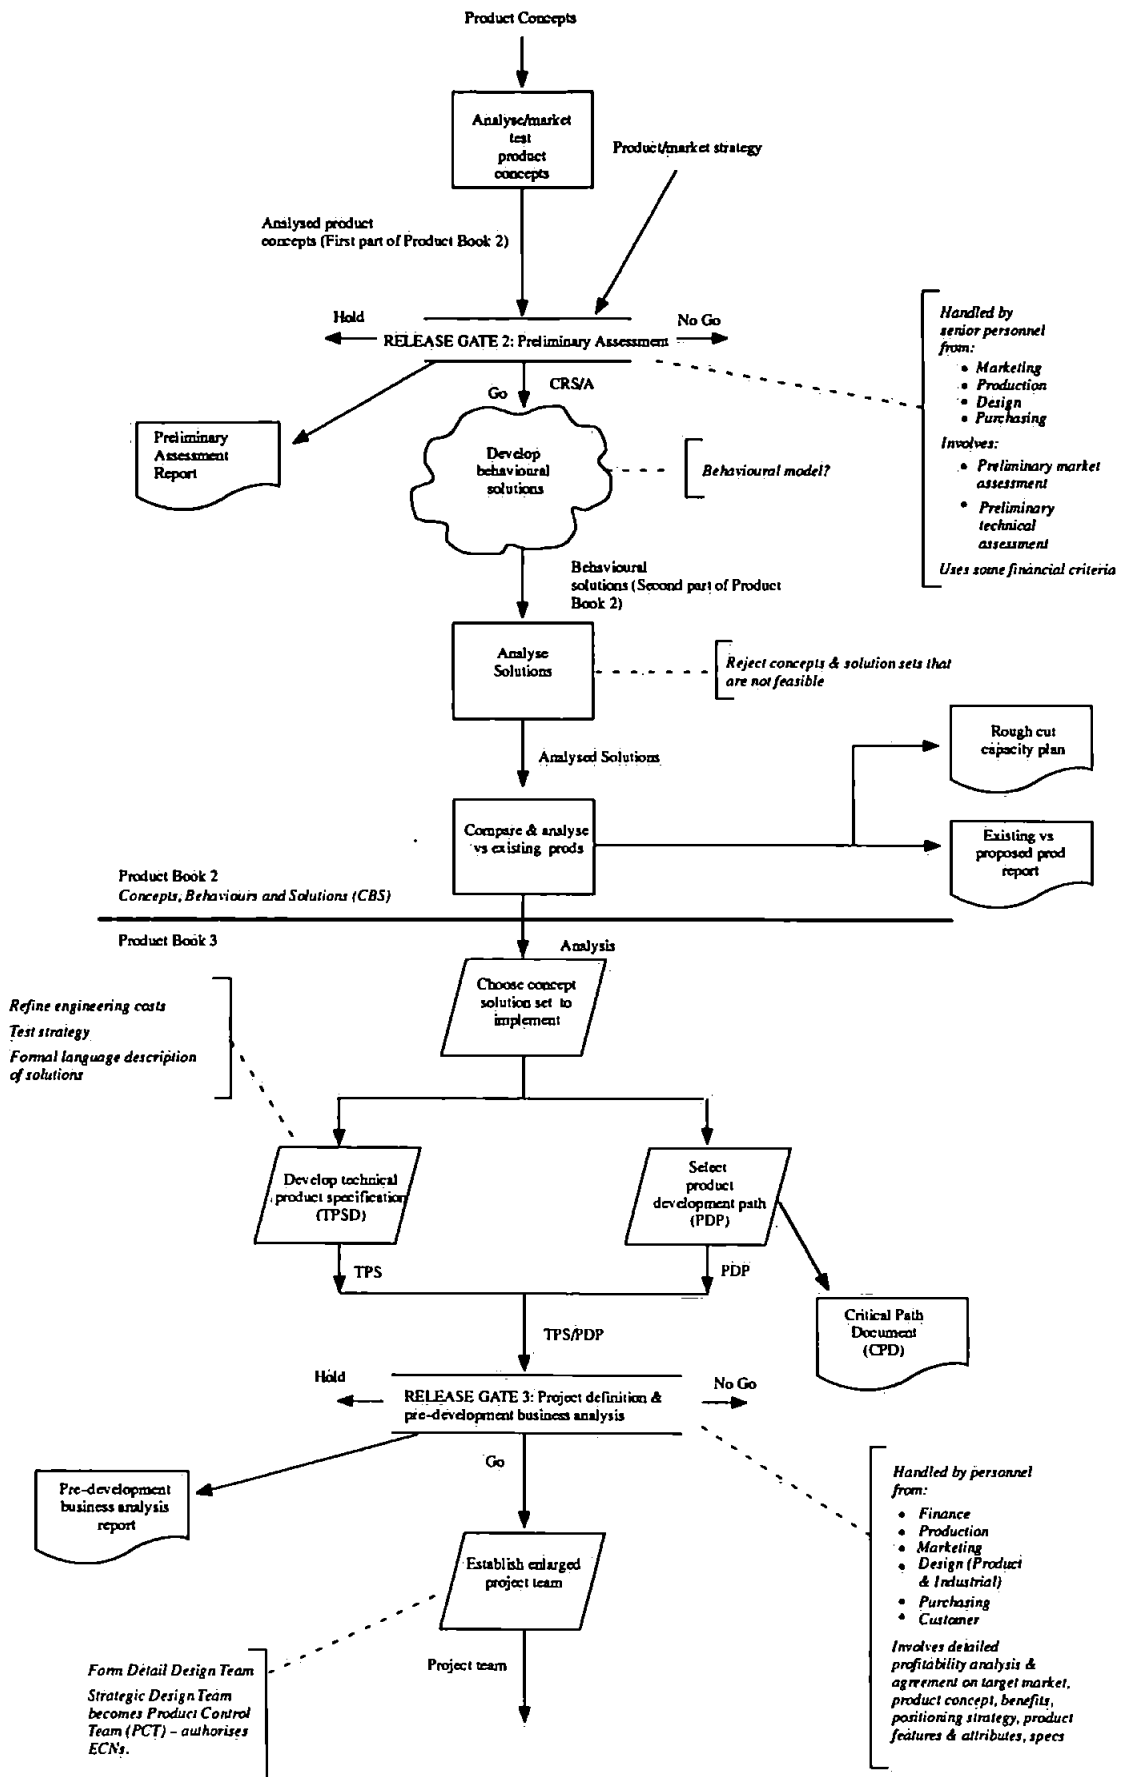 Product Concepts
Analyse/market
test
product
concepts
Product/market strategy
Analysed product
concepts (First part of Product Book 2)
Hold
No Go
RELEASE GATE 2: Preliminary Assessment
Go
CRS/A
Handled by
senior personnel
from:
• Marketing
• Production
• Design
• Purchasing
Involves:
• Preliminary market
assessment
• Preliminary
technical
assessment
Uses some financial criteria
Preliminary
Assessment
Report
Develop
behavioural
solutions
Behavioural model?
Behavioural
solutions (Second part of Product
Book 2)
Analyse
Solutions
Reject concepts & solution sets that
are not feasible
Analysed Solutions
Rough cut
capacity plan
Compare & analyse
vs existing prods
Existing vs
proposed prod
report
Product Book 2
Concepts, Behaviours and Solutions (CBS)
Product Book 3
Analysis
Choose concept
solution set to
implement
Refine engineering costs
Test strategy
Formal language description
of solutions
Develop technical
product specification
(TPSD)
Select
product
development path
(PDP)
TPS
PDP
Critical Path
Document
(CPD)
TPS/PDP
Hold
No Go
RELEASE GATE 3: Project definition &
pre-development business analysis
Go
Pre-development
business analysis
report
Handled by personnel
from:
• Finance
• Production
• Marketing
• Design (Product
& Industrial)
• Purchasing
• Customer
Involves detailed
profitability analysis &
agreement on target market,
product concept, benefits,
positioning strategy, product
features & attributes, specs
Establish enlarged
project team
Project team
Form Detail Design Team
Strategic Design Team
becomes Product Control
Team (PCT) – authorises
ECNs.